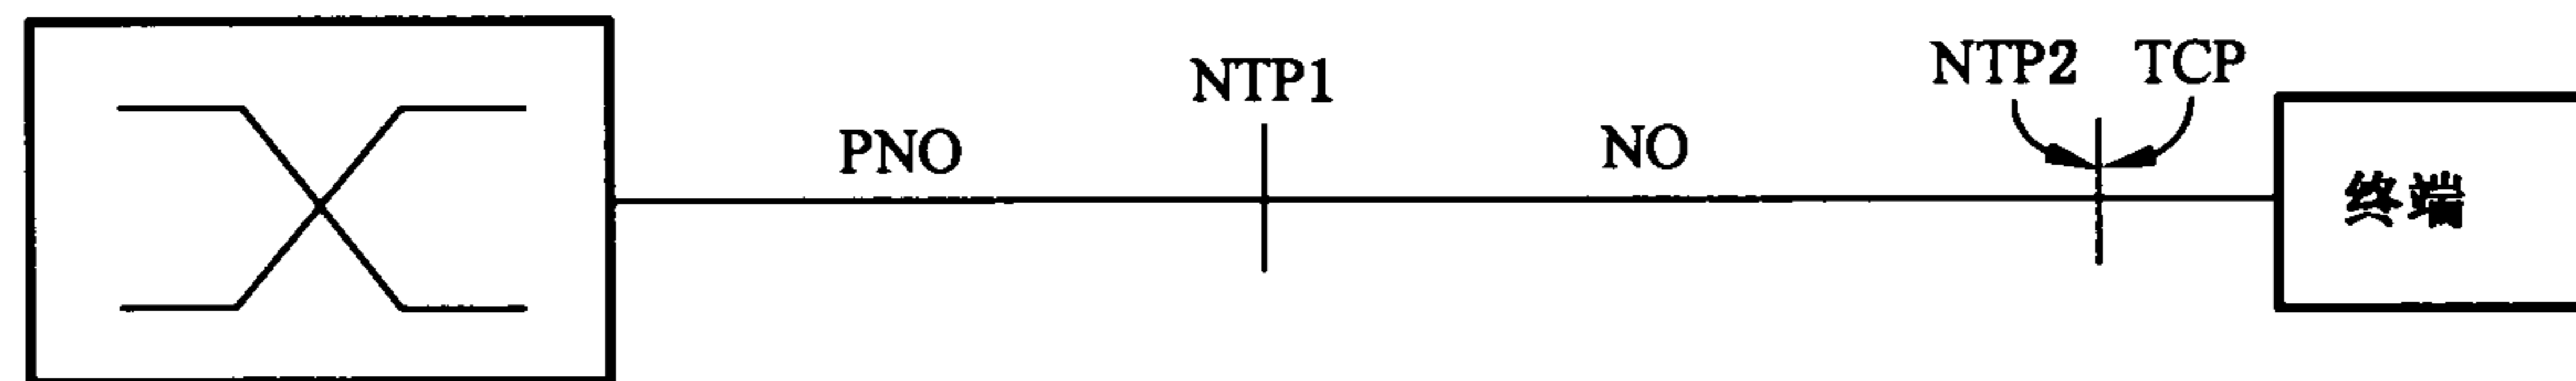 PNO
NTP1
NO
NTP2
TCP
终端